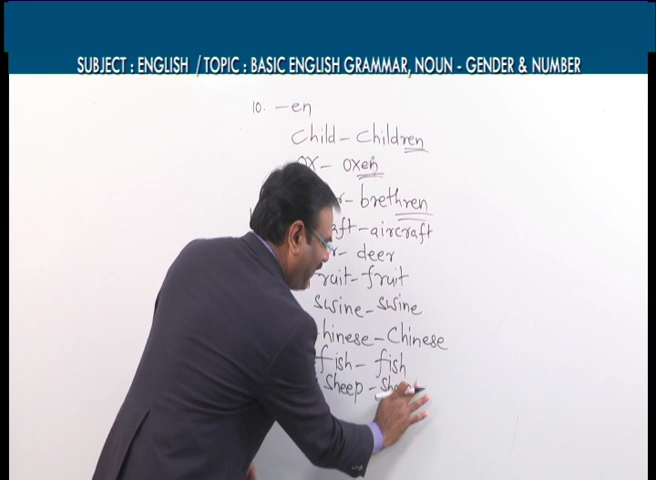 SUBJECT : ENGLISH / TOPIC : BASIC ENGLISH GRAMMAR, NOUN - GENDER & NUMBER
10. -en
Child - Children
ox - oxen
- brethren
- aircraft
- deer
- fruit
Swine - Swine
- Chinese
fish - fish
Sheep -